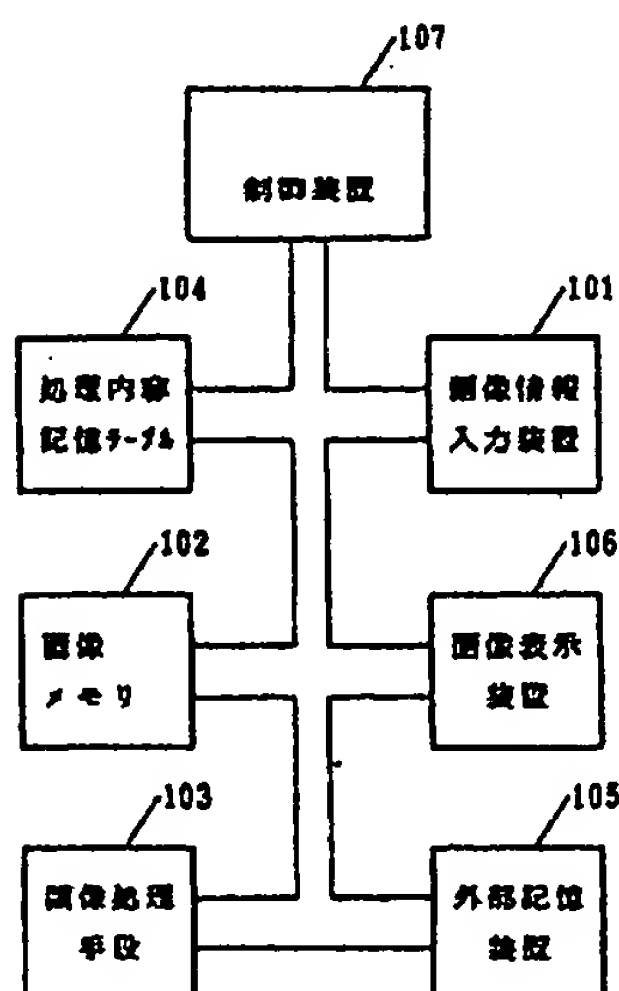 107
制御装置
104
処理内容
記憶テーブル
101
画像情報
入力装置
102
画像
メモリ
106
画像表示
装置
103
画像処理
手段
105
外部記憶
装置